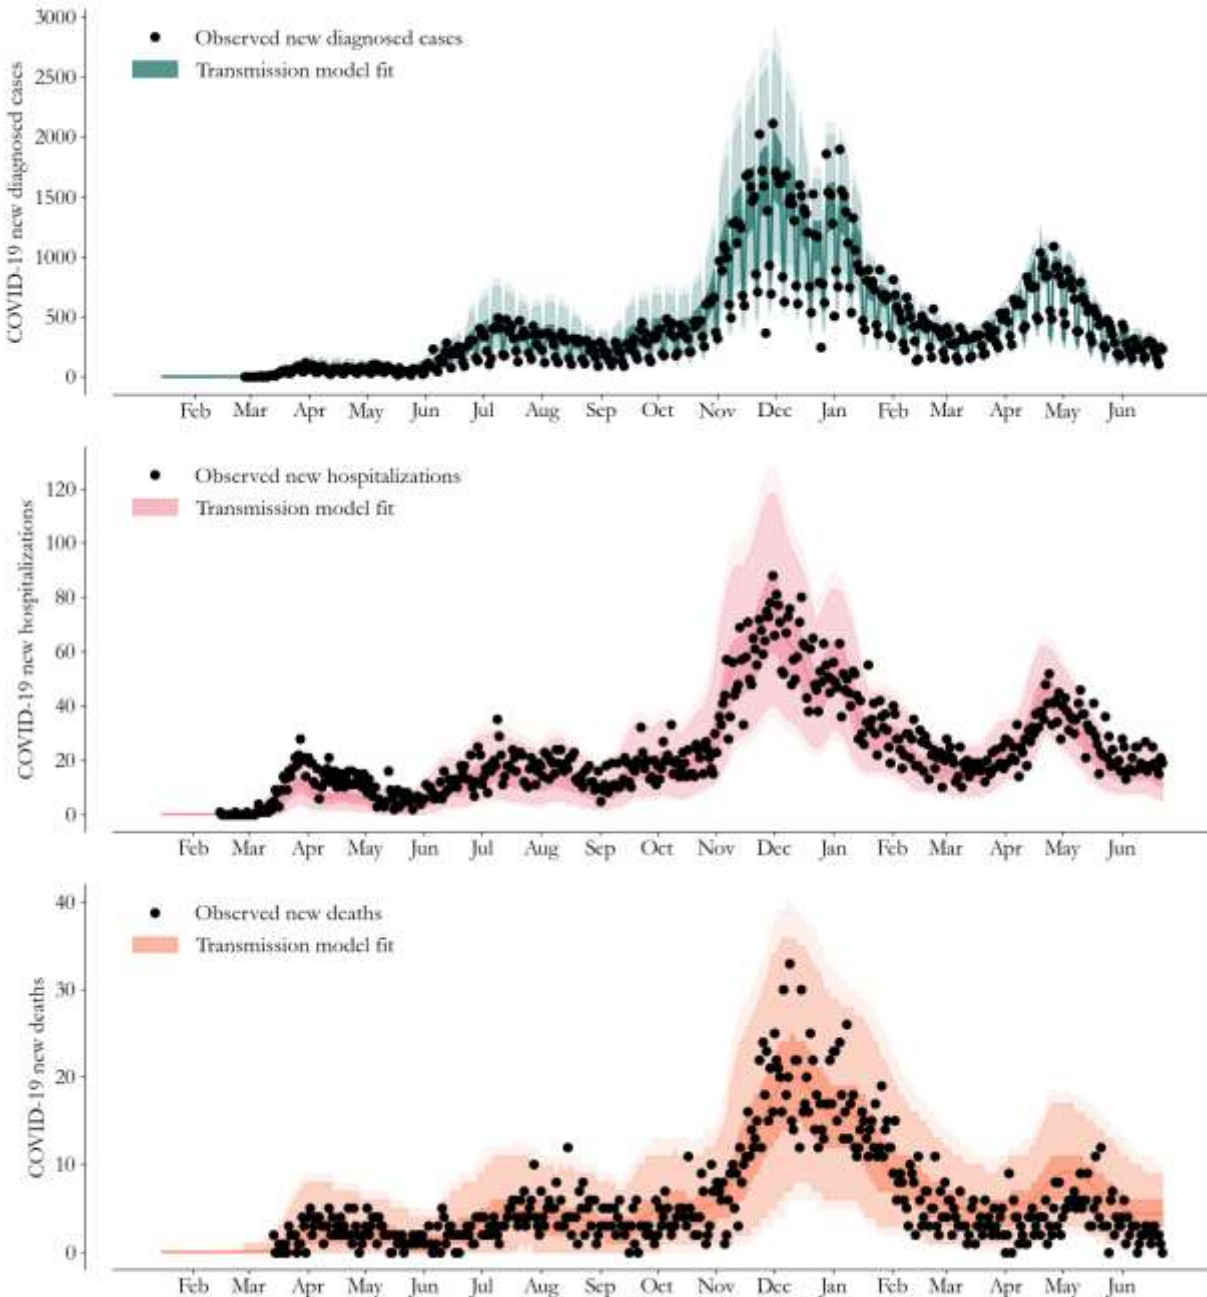 3000
2500
2000
1500
1000
500
0
COVID-19 new diagnosed cases
Observed new diagnosed cases
Transmission model fit
Feb Mar Apr May Jun Jul Aug Sep Oct Nov Dec Jan Feb Mar Apr May Jun
120
100
80
60
40
20
0
COVID-19 new hospitalizations
Observed new hospitalizations
Transmission model fit
Feb Mar Apr May Jun Jul Aug Sep Oct Nov Dec Jan Feb Mar Apr May Jun
40
30
20
10
0
COVID-19 new deaths
Observed new deaths
Transmission model fit
Feb Mar Apr May Jun Jul Aug Sep Oct Nov Dec Jan Feb Mar Apr May Jun